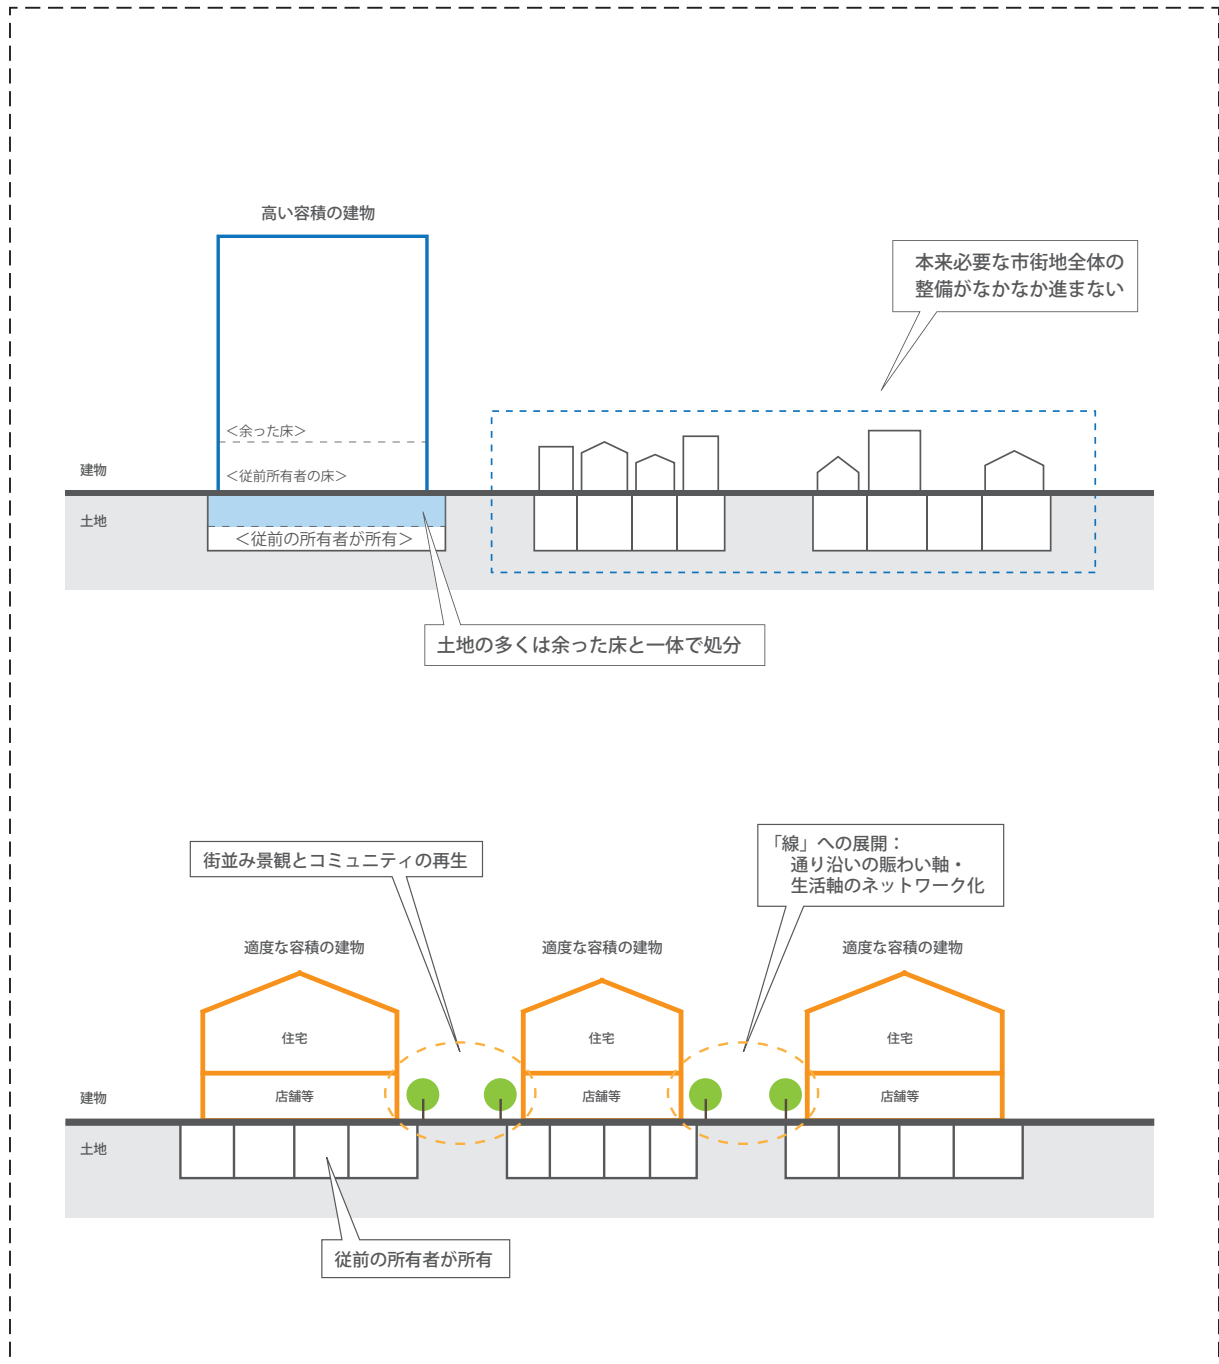 高い容積の建物
本来必要な市街地全体の
整備がなかなか進まない
＜余った床＞
＜従前所有者の床＞
建物
土地
＜従前の所有者が所有＞
土地の多くは余った床と一体で処分
「線」への展開：
通り沿いの賑わい軸・
生活軸のネットワーク化
街並み景観とコミュニティの再生
適度な容積の建物
適度な容積の建物
適度な容積の建物
住宅
住宅
住宅
店舗等
店舗等
店舗等
建物
土地
従前の所有者が所有